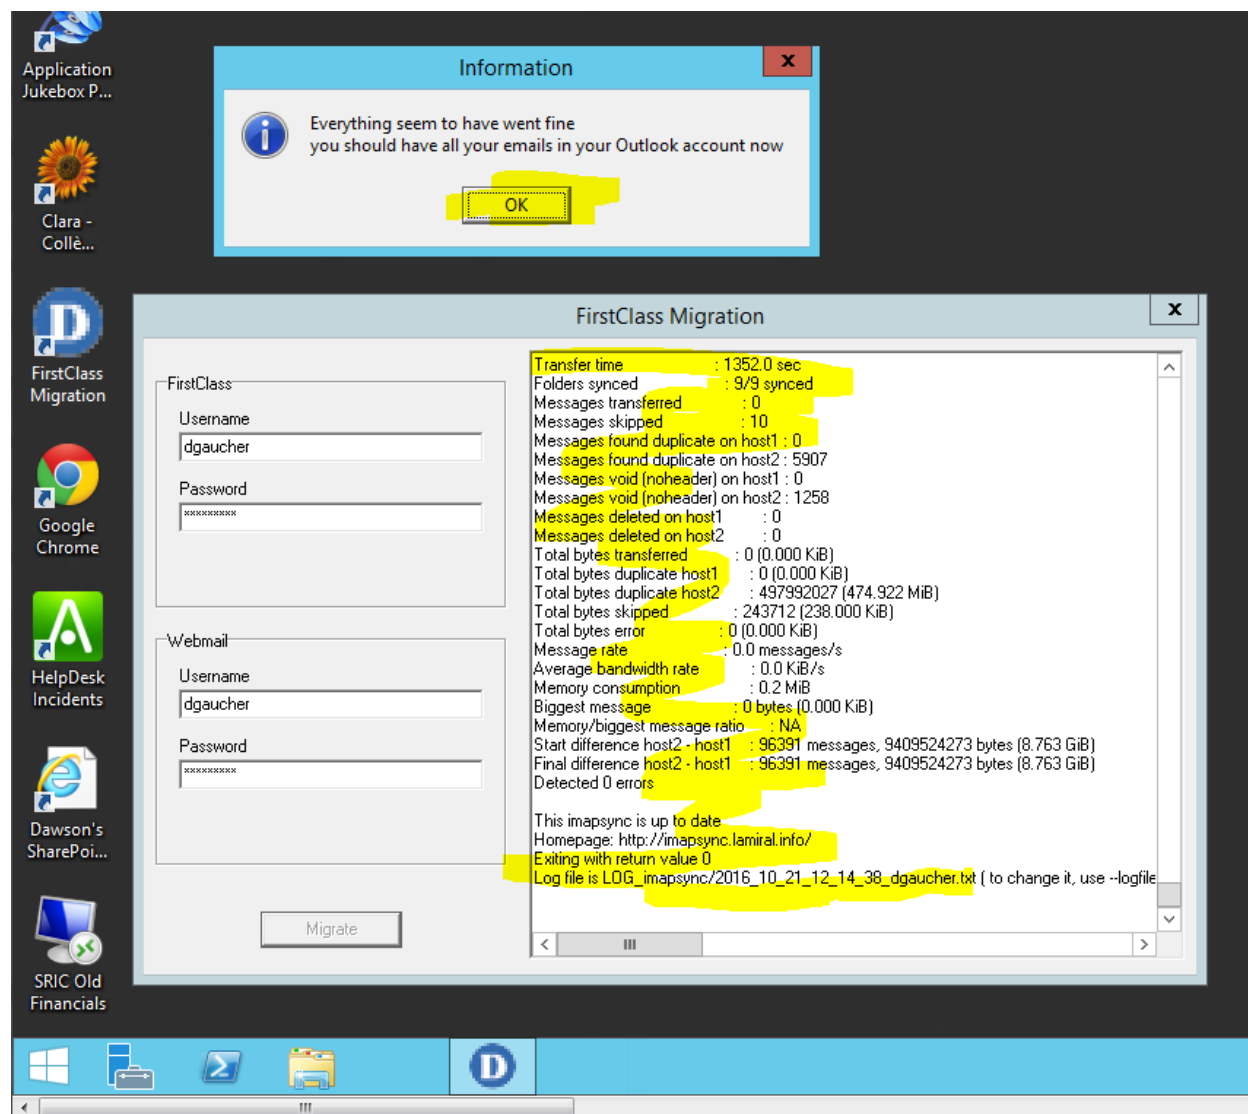 Application
Jukebox P...
Clara -
Collè...
FirstClass
Migration
Google
Chrome
HelpDesk
Incidents
Dawson's
SharePoi...
SRIC Old
Financials
Information
x
Everything seem to have went fine
you should have all your emails in your Outlook account now
OK
FirstClass Migration
x
FirstClass
Username
dgaucher
Password
xxxxxxxxx
Webmail
Username
dgaucher
Password
xxxxxxxxx
Migrate
Transfer time : 1352.0 sec
Folders synced : 9/9 synced
Messages transferred : 0
Messages skipped : 10
Messages found duplicate on host1 : 0
Messages found duplicate on host2 : 5907
Messages void (noheader) on host1 : 0
Messages void (noheader) on host2 : 1258
Messages deleted on host1 : 0
Messages deleted on host2 : 0
Total bytes transferred : 0 (0.000 KiB)
Total bytes duplicate host1 : 0 (0.000 KiB)
Total bytes duplicate host2 : 497992027 (474.922 MiB)
Total bytes skipped : 243712 (238.000 KiB)
Total bytes error : 0 (0.000 KiB)
Message rate : 0.0 messages/s
Average bandwidth rate : 0.0 KiB/s
Memory consumption : 0.2 MiB
Biggest message : 0 bytes (0.000 KiB)
Memory/biggest message ratio : NA
Start difference host2 - host1 : 96391 messages, 9409524273 bytes (8.763 GiB)
Final difference host2 - host1 : 96391 messages, 9409524273 bytes (8.763 GiB)
Detected 0 errors
This imapsync is up to date
Homepage: http://imapsync.lamiral.info/
Exiting with return value 0
Log file is LOG_imapsync/2016_10_21_12_14_38_dgaucher.txt ( to change it, use --logfile
D